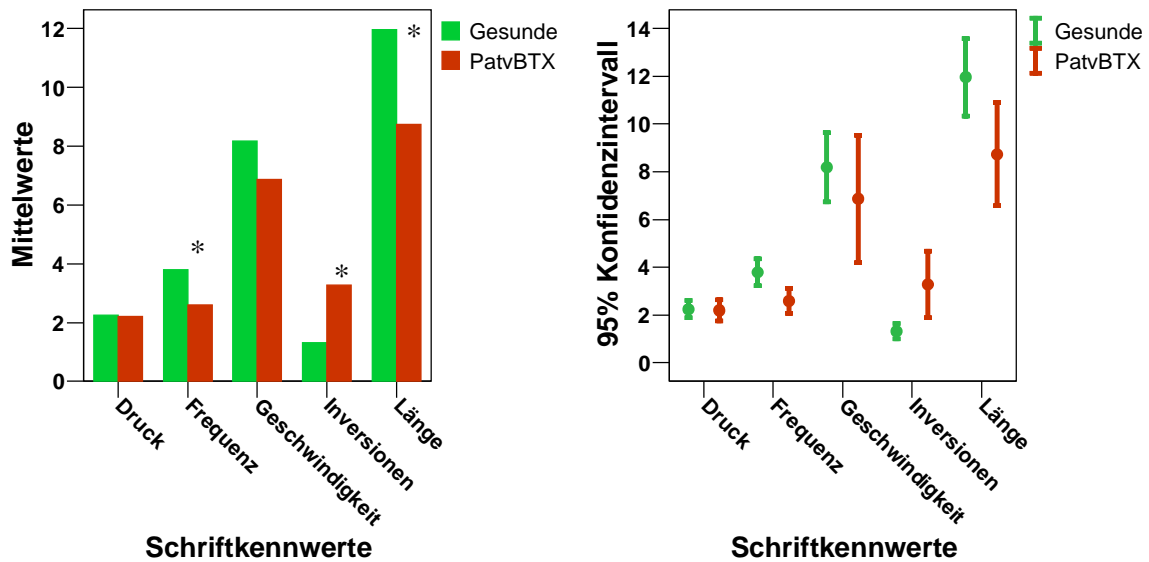 Mittelwerte
12
10
8
6
4
2
0
*
*
*
Gesunde
PatvBTX
Druck
Frequenz
Geschwindigkeit
Inversionen
Länge
Schriftkennwerte
95% Konfidenzintervall
14
12
10
8
6
4
2
0
Gesunde
PatvBTX
Druck
Frequenz
Geschwindigkeit
Inversionen
Länge
Schriftkennwerte